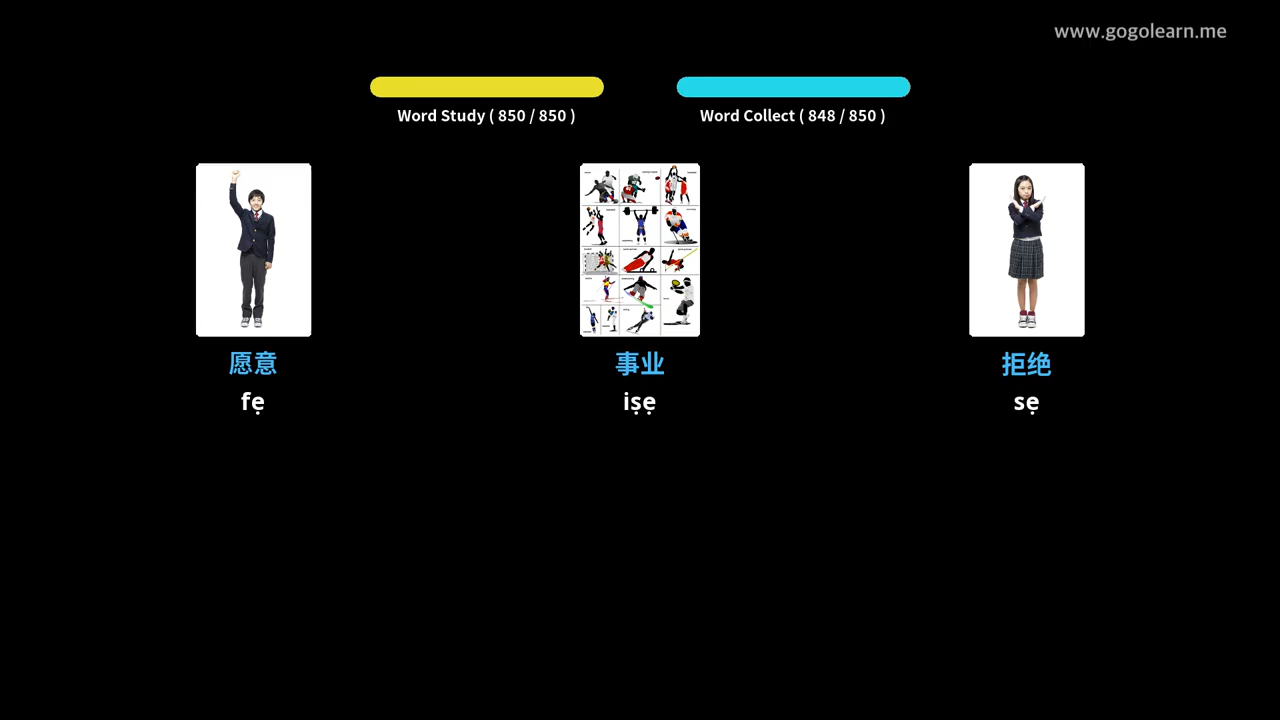 www.gogolearn.me
Word Study ( 850 / 850 )
Word Collect ( 848 / 850 )
愿意
事业
拒绝
fẹ
iṣẹ
sẹ